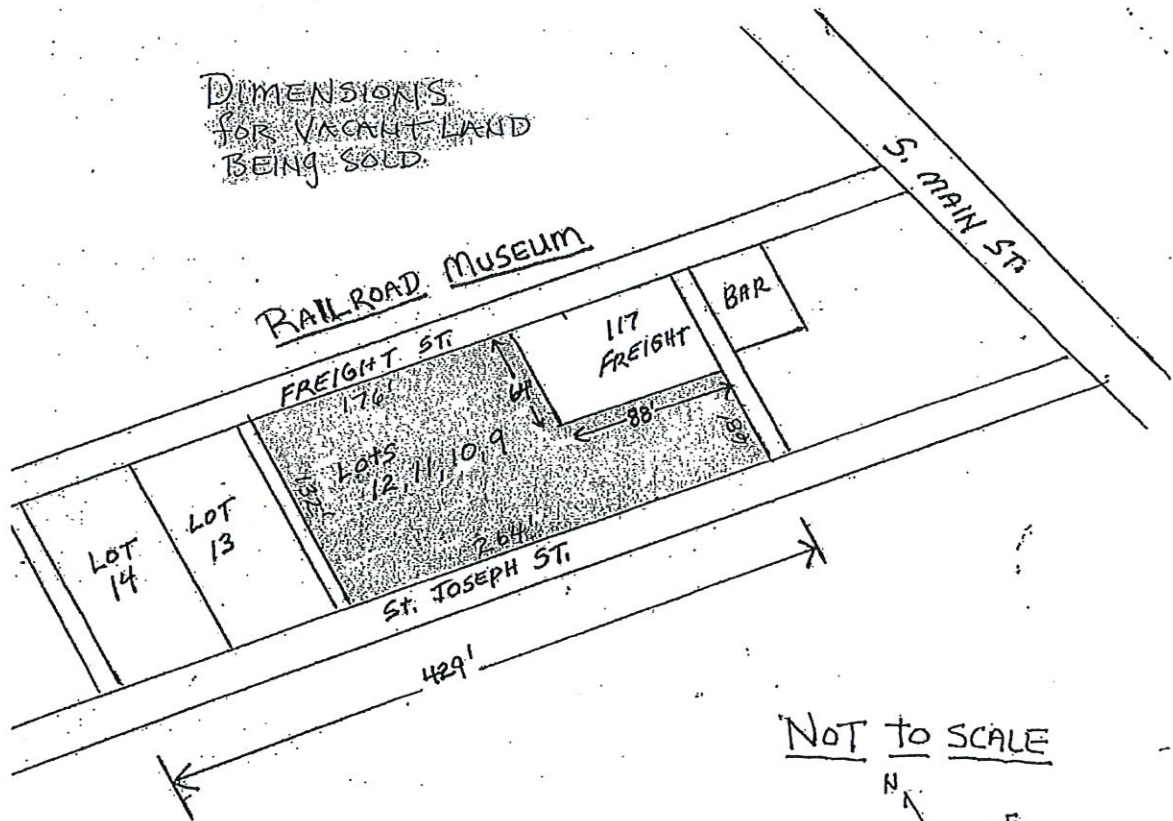 DIMENSIONS
for VACANT LAND
BEING SOLD
S. MAIN ST.
RAILROAD MUSEUM
BAR
117
FREIGHT
FREIGHT ST.
176'
64'
88'
LOTS
12, 11, 10, 9
132'
264'
LOT
13
LOT
14
St. JOSEPH ST.
429'
NOT to SCALE
N